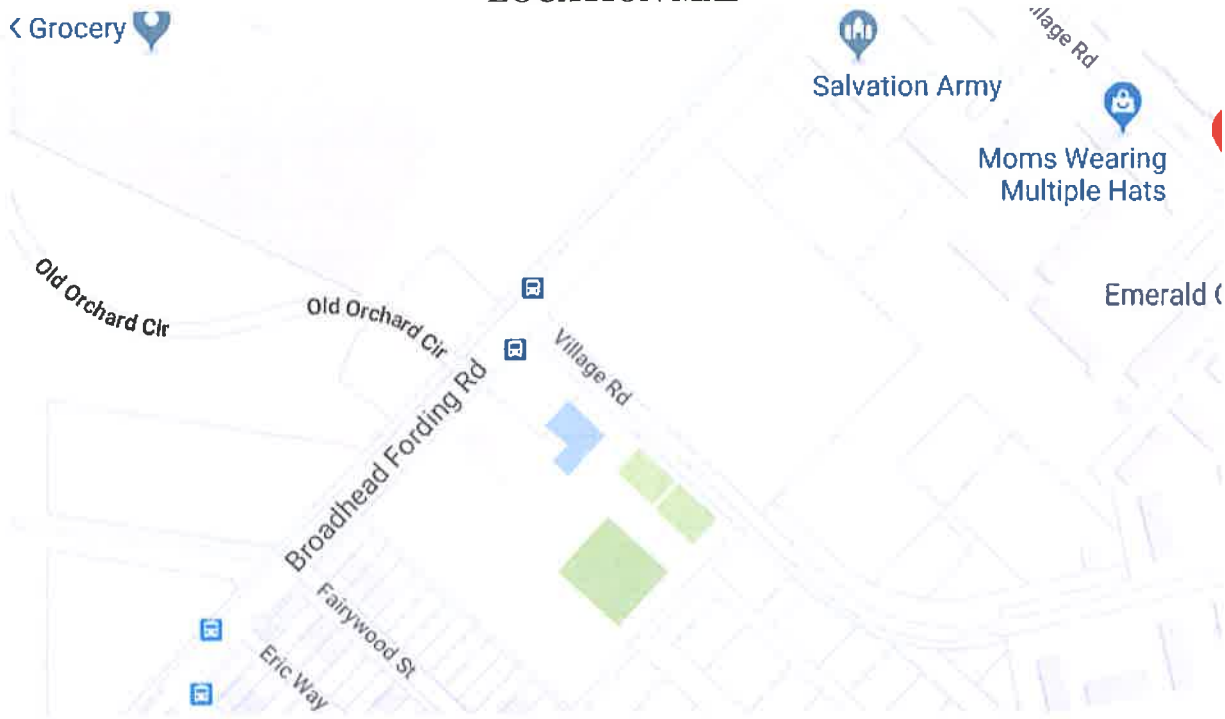 Grocery
Salvation Army
Village Rd
Moms Wearing
Multiple Hats
Old Orchard Cir
Old Orchard Cir
Emerald
Village Rd
Broadhead Fording Rd
Fairywood St
Eric Way